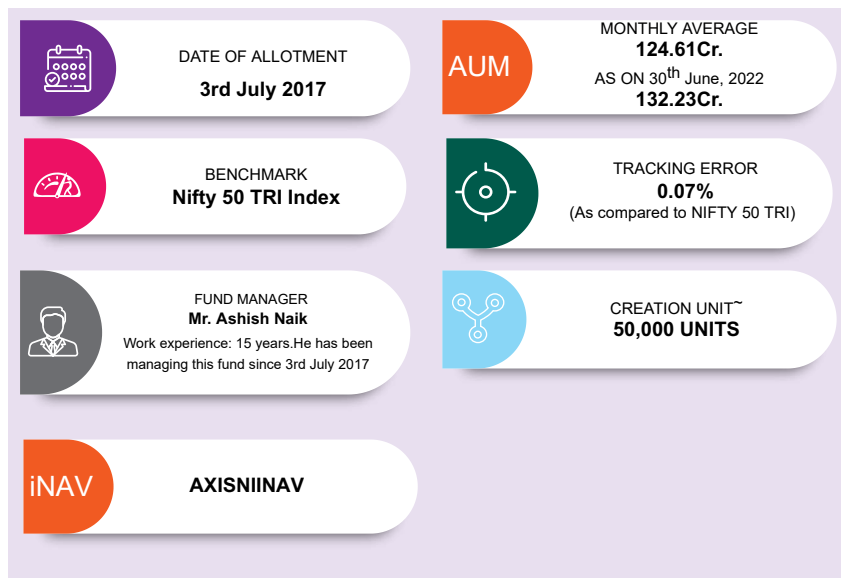 DATE OF ALLOTMENT
3rd July 2017
AUM
MONTHLY AVERAGE
124.61Cr.
AS ON 30th June, 2022
132.23Cr.
BENCHMARK
Nifty 50 TRI Index
TRACKING ERROR
0.07%
(As compared to NIFTY 50 TRI)
FUND MANAGER
Mr. Ashish Naik
Work experience: 15 years.He has been
managing this fund since 3rd July 2017
CREATION UNIT~
50,000 UNITS
iNAV
AXISNIINAV